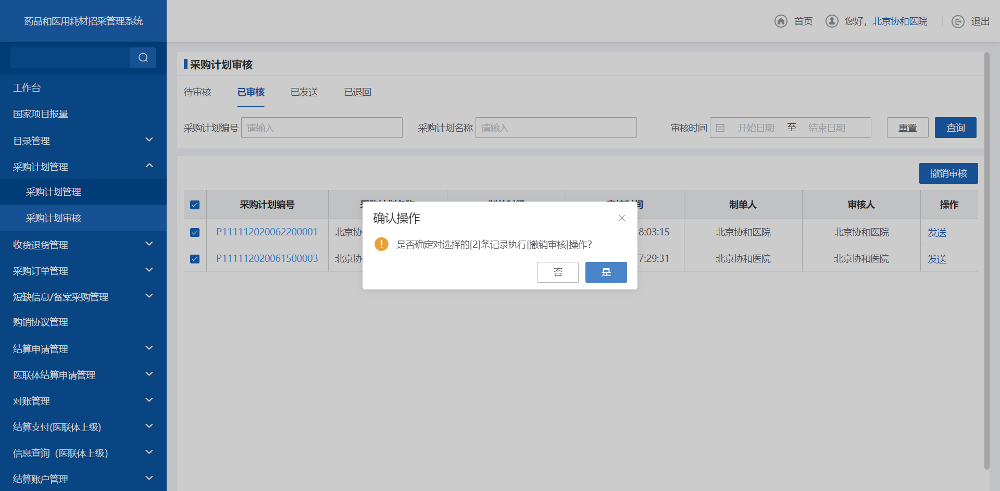 药品和医用耗材招采管理系统
首页
您好，北京协和医院
退出
工作台
国家项目报量
目录管理
采购计划管理
采购计划管理
采购计划审核
收货退货管理
采购订单管理
短缺信息/备案采购管理
购销协议管理
结算申请管理
医联体结算申请管理
对账管理
结算支付(医联体上级)
信息查询（医联体上级）
结算账户管理
采购计划审核
待审核 已审核 已发送 已退回
采购计划编号 请输入 采购计划名称 请输入 审核时间 开始日期 至 结束日期 重置 查询
撤销审核
采购计划编号 制单人 审核人 操作
P111112020062200001 北京协 8:03:15 北京协和医院 北京协和医院 发送
P111112020061500003 北京协 7:29:31 北京协和医院 北京协和医院 发送
确认操作
是否确定对选择的[2]条记录执行[撤销审核]操作?
否 是